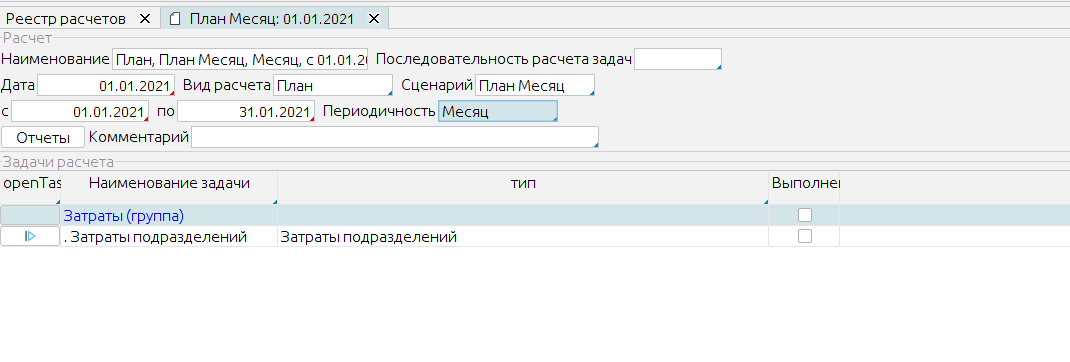 Реестр расчетов План Месяц: 01.01.2021
Расчет
Наименование План, План Месяц, Месяц, с 01.01.20 Последовательность расчета задач
Дата 01.01.2021 Вид расчета План Сценарий План Месяц
с 01.01.2021 по 31.01.2021 Периодичность Месяц
Отчеты Комментарий
Задачи расчета
openTas Наименование задачи тип Выполнен
Затраты (группа)
. Затраты подразделений Затраты подразделений